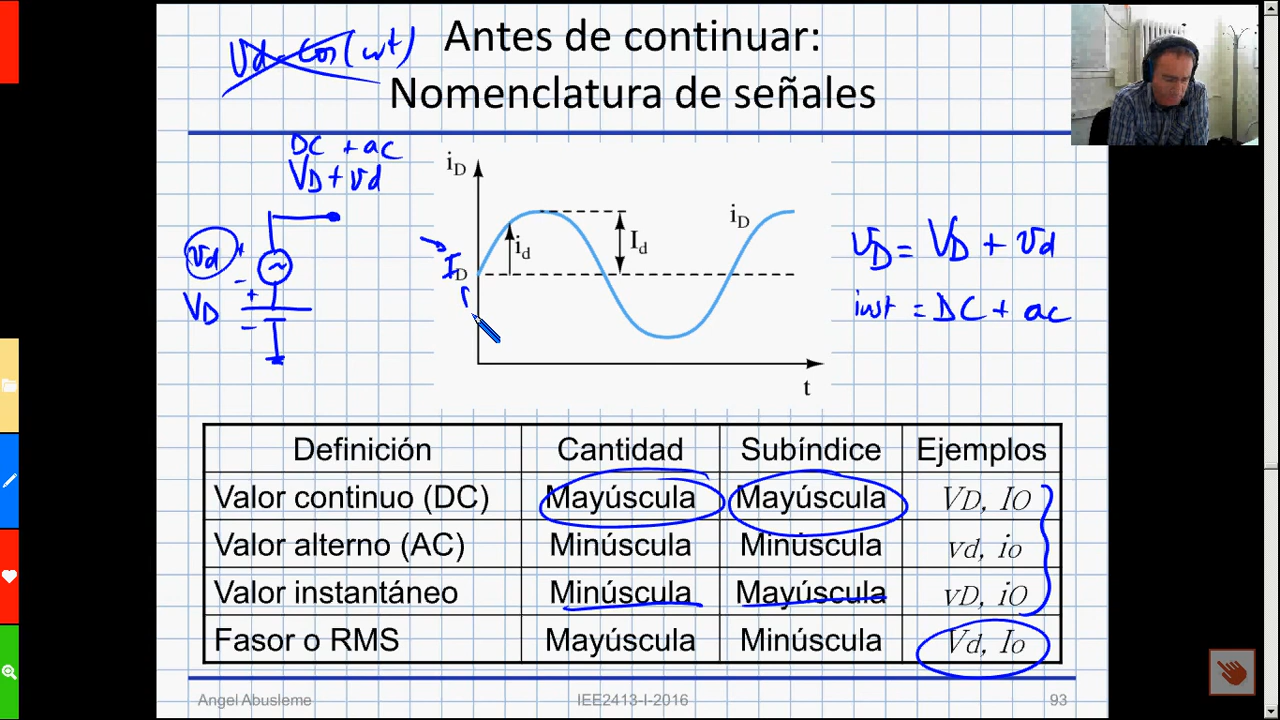 Vd cos(ωt)
Antes de continuar:
Nomenclatura de señales
DC + ac
VD + vd
vd
+
-
VD
+
-
iD
ID
id
Id
iD
t
vD = VD + vd
inst = DC + ac
Definición Cantidad Subíndice Ejemplos
Valor continuo (DC) Mayúscula Mayúscula VD, IO
Valor alterno (AC) Minúscula Minúscula vd, io
Valor instantáneo Minúscula Mayúscula vD, iO
Fasor o RMS Mayúscula Minúscula Vd, Io
Angel Abusleme IEE2413-I-2016 93